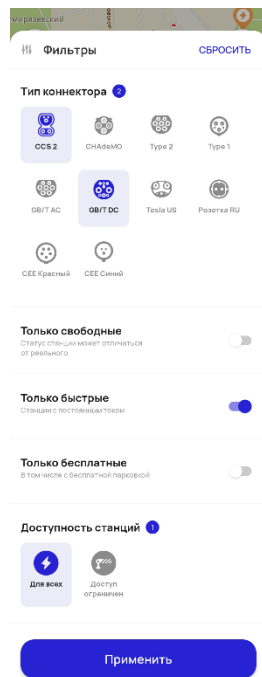 Фильтры СБРОСИТЬ
Тип коннектора 2
CCS 2 CHAdeMO Type 2 Type 1
GB/T AC GB/T DC Tesla US Розетка RU
CEE Красный CEE Синий
Только свободные
Статус станции может отличаться
от реального
Только быстрые
Станции с постоянным током
Только бесплатные
В том числе с бесплатной парковкой
Доступность станций 1
Для всех Доступ
ограничен
Применить